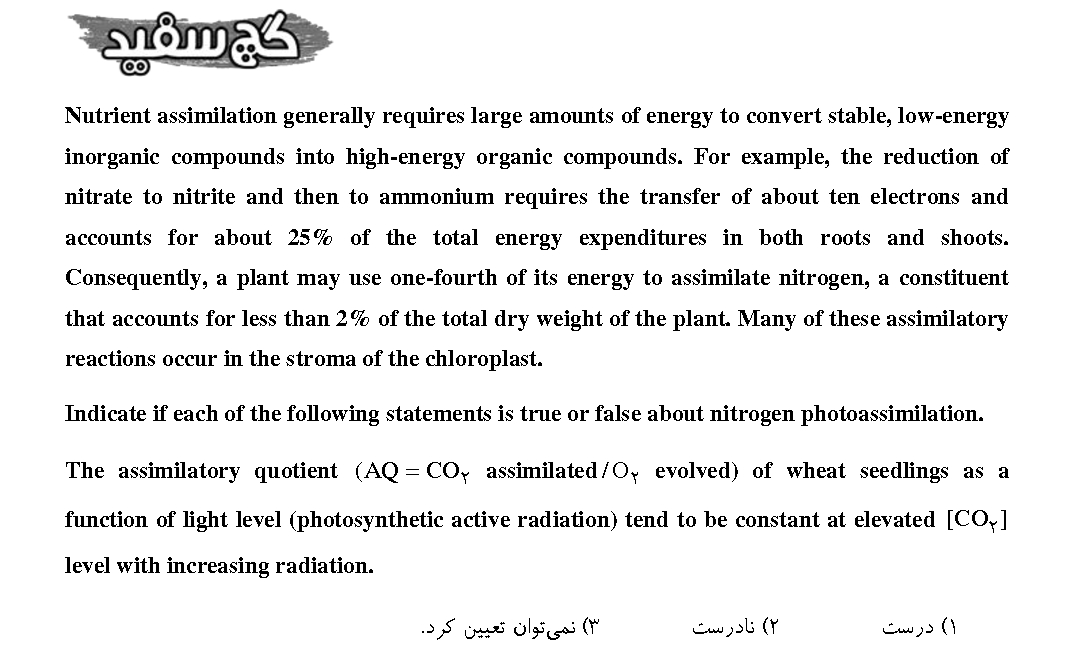 گچ سفید
Nutrient assimilation generally requires large amounts of energy to convert stable, low-energy
inorganic compounds into high-energy organic compounds. For example, the reduction of
nitrate to nitrite and then to ammonium requires the transfer of about ten electrons and
accounts for about 25% of the total energy expenditures in both roots and shoots.
Consequently, a plant may use one-fourth of its energy to assimilate nitrogen, a constituent
that accounts for less than 2% of the total dry weight of the plant. Many of these assimilatory
reactions occur in the stroma of the chloroplast.
Indicate if each of the following statements is true or false about nitrogen photoassimilation.
The assimilatory quotient (AQ = CO۲ assimilated/O۲ evolved) of wheat seedlings as a
function of light level (photosynthetic active radiation) tend to be constant at elevated [CO۲]
level with increasing radiation.
۱) درست ۲) نادرست ۳) نمی‌توان تعیین کرد.